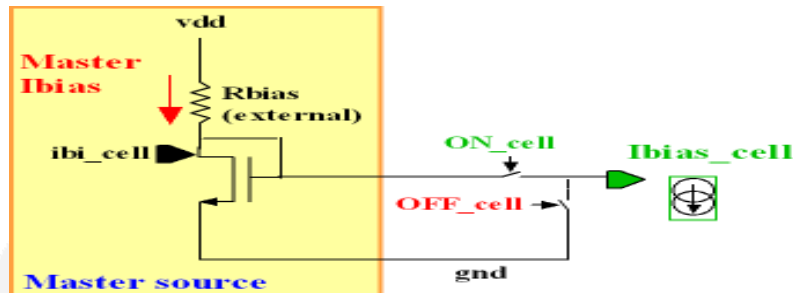 vdd
Master
Ibias
Rbias
(external)
ibi_cell
ON_cell
Ibias_cell
OFF_cell
gnd
Master source